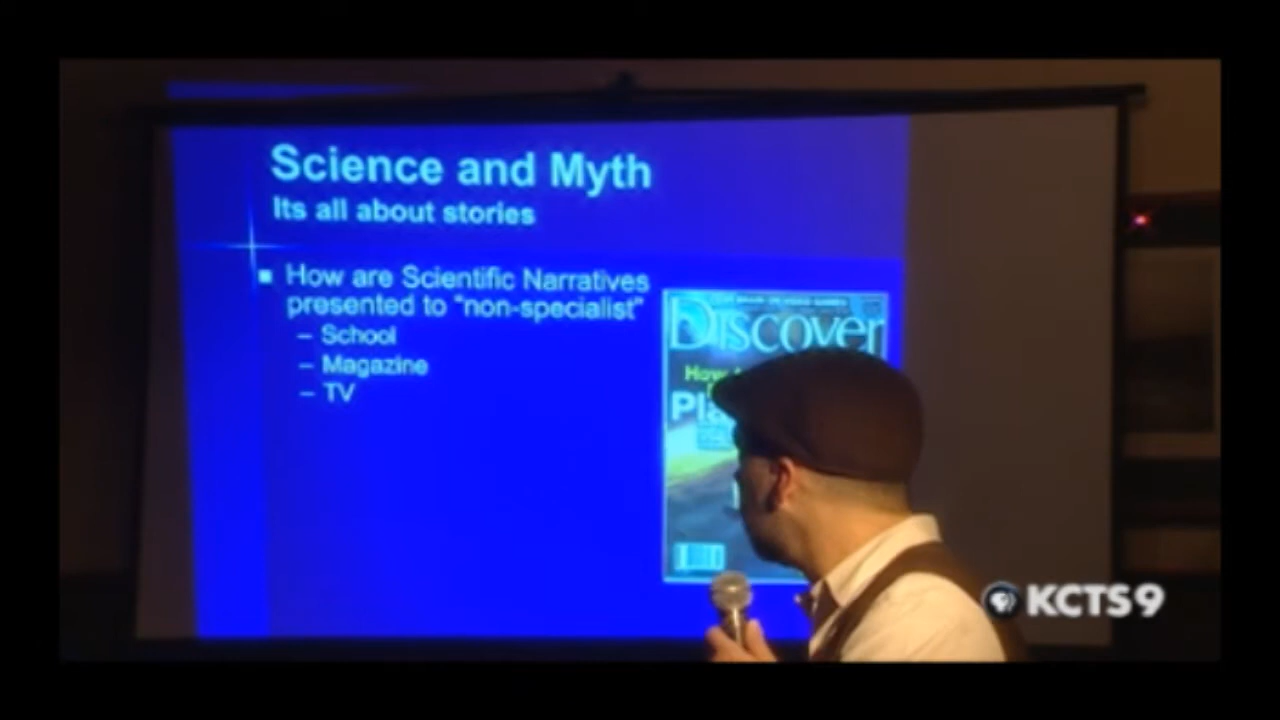 Science and Myth
Its all about stories
■ How are Scientific Narratives
presented to "non-specialist"
– School
– Magazine
– TV
Discover
How
Pla
KCTS9